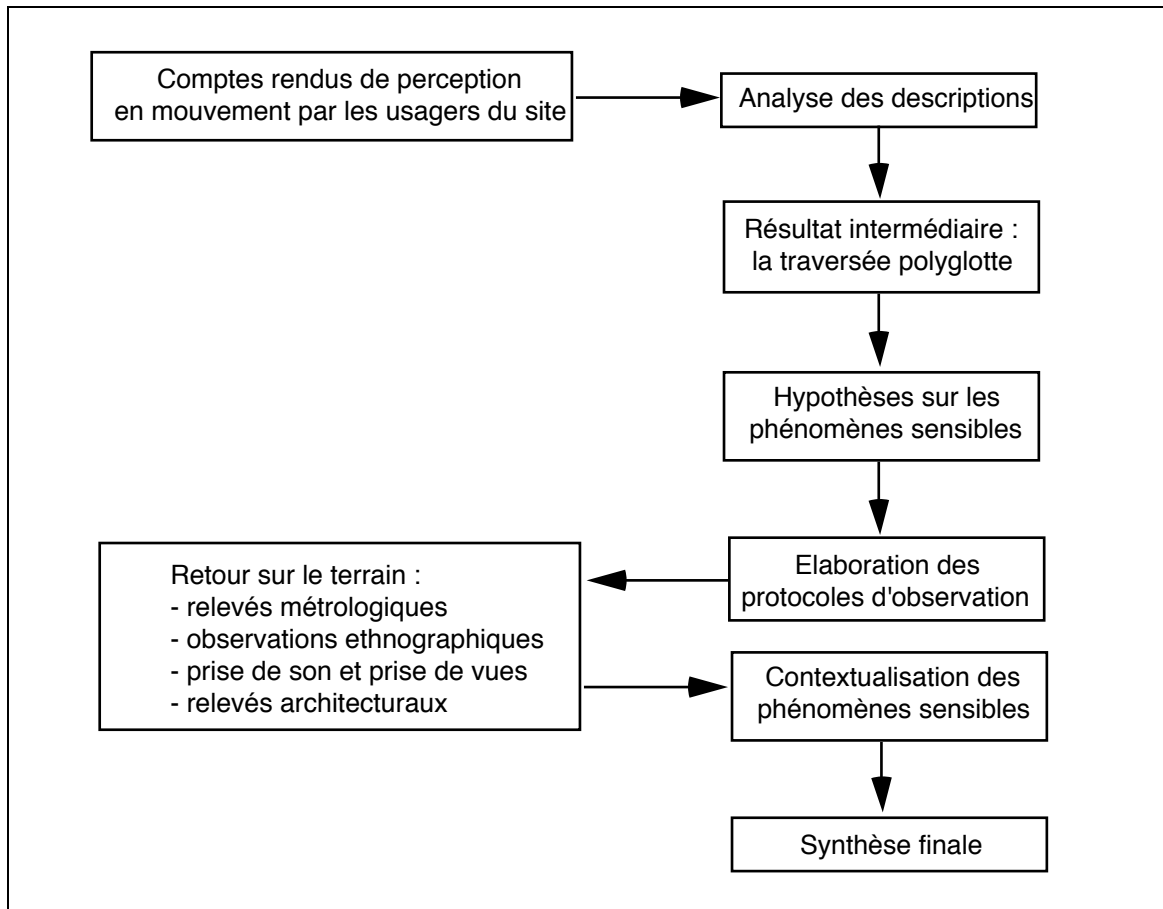 Comptes rendus de perception
en mouvement par les usagers du site
Analyse des descriptions
Résultat intermédiaire :
la traversée polyglotte
Hypothèses sur les
phénomènes sensibles
Elaboration des
protocoles d'observation
Retour sur le terrain :
- relevés métrologiques
- observations ethnographiques
- prise de son et prise de vues
- relevés architecturaux
Contextualisation des
phénomènes sensibles
Synthèse finale